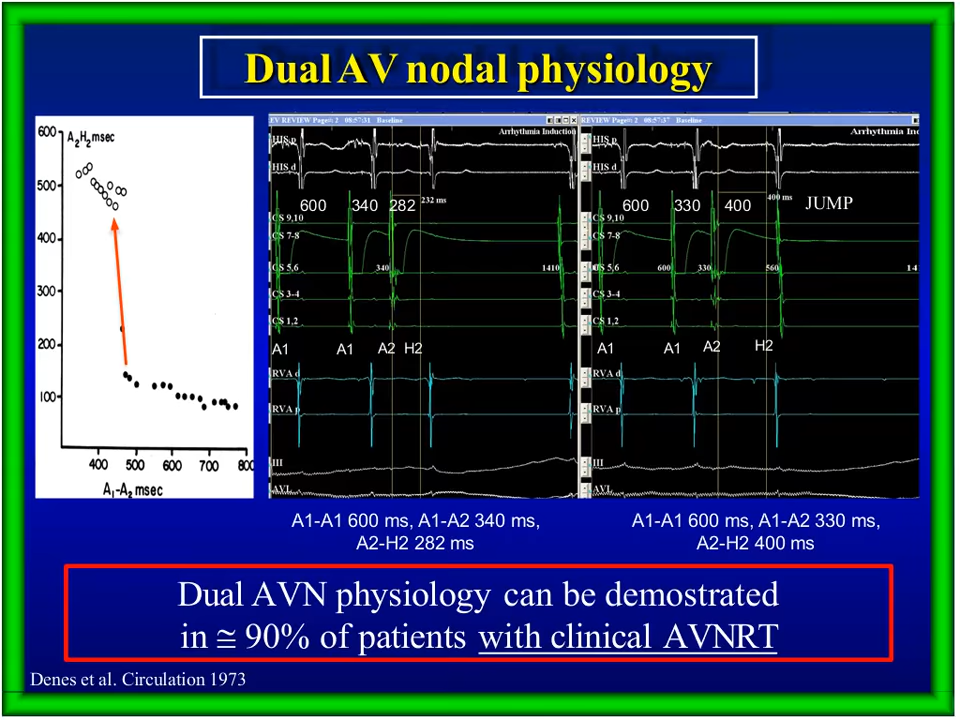 Dual AV nodal physiology
600
A2H2 msec
500
400
300
200
100
400 500 600 700 800
A1-A2 msec
EV REVIEW Page# 2 08:57:31 Baseline
Arrhythmia Induction
HIS p
HIS d
600 340 282 232 ms
CS 9,10
CS 7-8
CS 5,6 340 1410
CS 3-4
CS 1,2
A1 A1 A2 H2
RVA d
RVA p
III
AVL
REVIEW Page# 2 08:57:37 Baseline
Arrhythmia Ind
HIS p
HIS d
600 330 400 400 ms JUMP
CS 9,10
CS 7-8
CS 5,6 600 330 560 14
CS 3-4
CS 1,2
A1 A1 A2 H2
RVA d
RVA p
III
AVL
A1-A1 600 ms, A1-A2 340 ms,
A2-H2 282 ms
A1-A1 600 ms, A1-A2 330 ms,
A2-H2 400 ms
Dual AVN physiology can be demostrated
in ≅ 90% of patients with clinical AVNRT
Denes et al. Circulation 1973